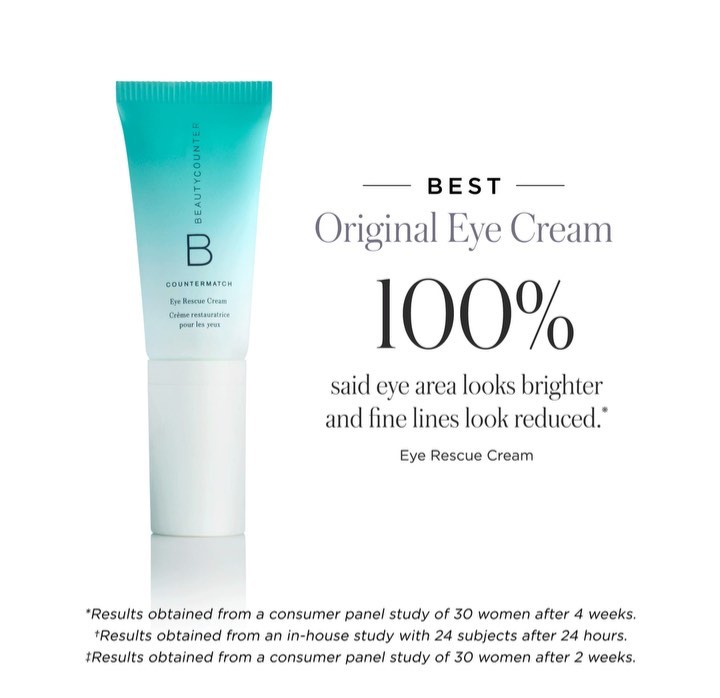 BEAUTYCOUNTER
B
COUNTERMATCH
Eye Rescue Cream
Crème restauratrice
pour les yeux
BEST
Original Eye Cream
100%
said eye area looks brighter
and fine lines look reduced.*
Eye Rescue Cream
*Results obtained from a consumer panel study of 30 women after 4 weeks.
†Results obtained from an in-house study with 24 subjects after 24 hours.
‡Results obtained from a consumer panel study of 30 women after 2 weeks.